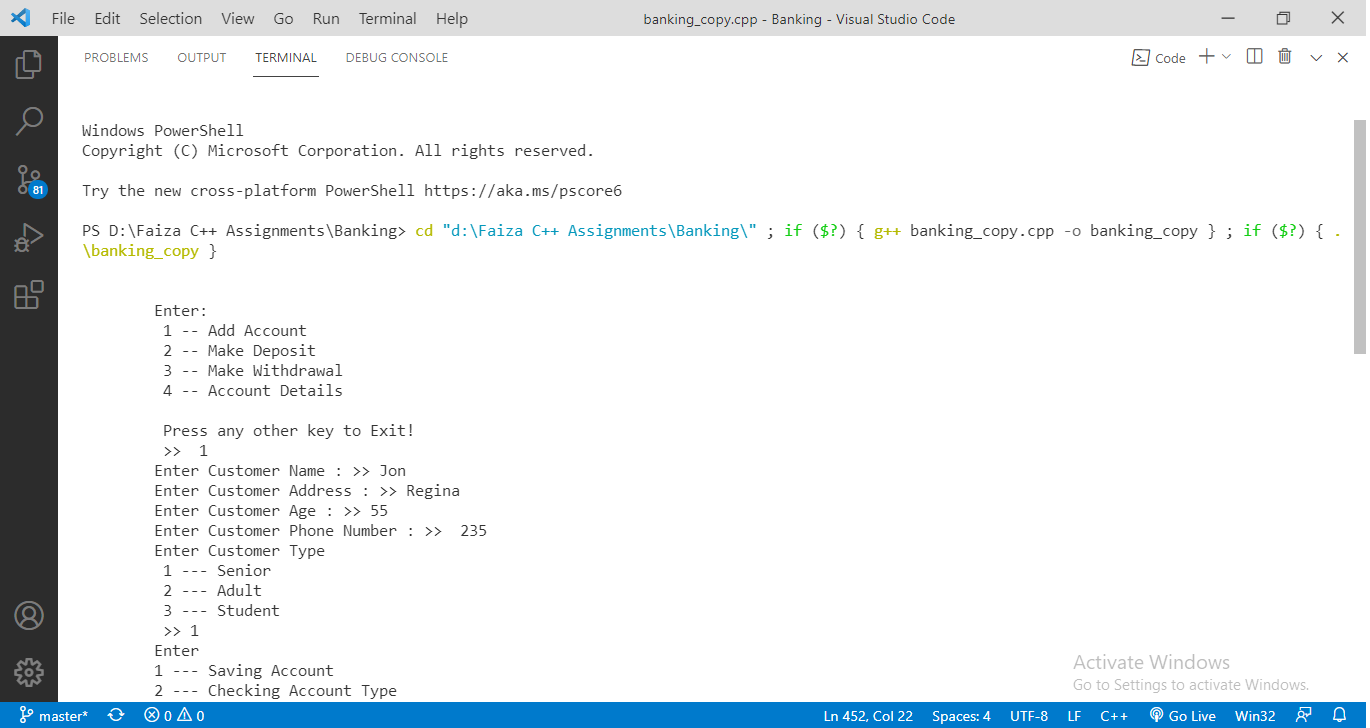 File Edit Selection View Go Run Terminal Help banking_copy.cpp - Banking - Visual Studio Code
PROBLEMS OUTPUT TERMINAL DEBUG CONSOLE Code
Windows PowerShell
Copyright (C) Microsoft Corporation. All rights reserved.
Try the new cross-platform PowerShell https://aka.ms/pscore6
PS D:\Faiza C++ Assignments\Banking> cd "d:\Faiza C++ Assignments\Banking\" ; if ($?) { g++ banking_copy.cpp -o banking_copy } ; if ($?) { .
\banking_copy }
81
Enter:
1 -- Add Account
2 -- Make Deposit
3 -- Make Withdrawal
4 -- Account Details
Press any other key to Exit!
>> 1
Enter Customer Name : >> Jon
Enter Customer Address : >> Regina
Enter Customer Age : >> 55
Enter Customer Phone Number : >> 235
Enter Customer Type
1 --- Senior
2 --- Adult
3 --- Student
>> 1
Enter
1 --- Saving Account
2 --- Checking Account Type
Activate Windows
Go to Settings to activate Windows.
master* 0 0 Ln 452, Col 22 Spaces: 4 UTF-8 LF C++ Go Live Win32